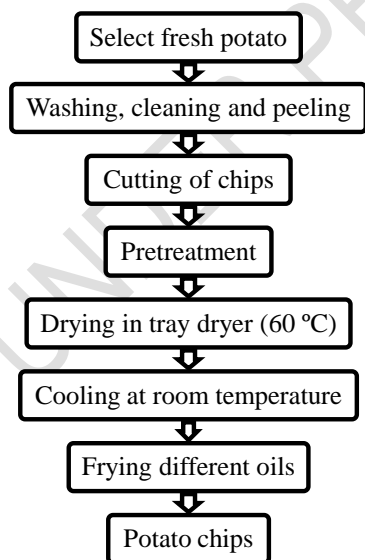 Select fresh potato
Washing, cleaning and peeling
Cutting of chips
Pretreatment
Drying in tray dryer (60 ºC)
Cooling at room temperature
Frying different oils
Potato chips